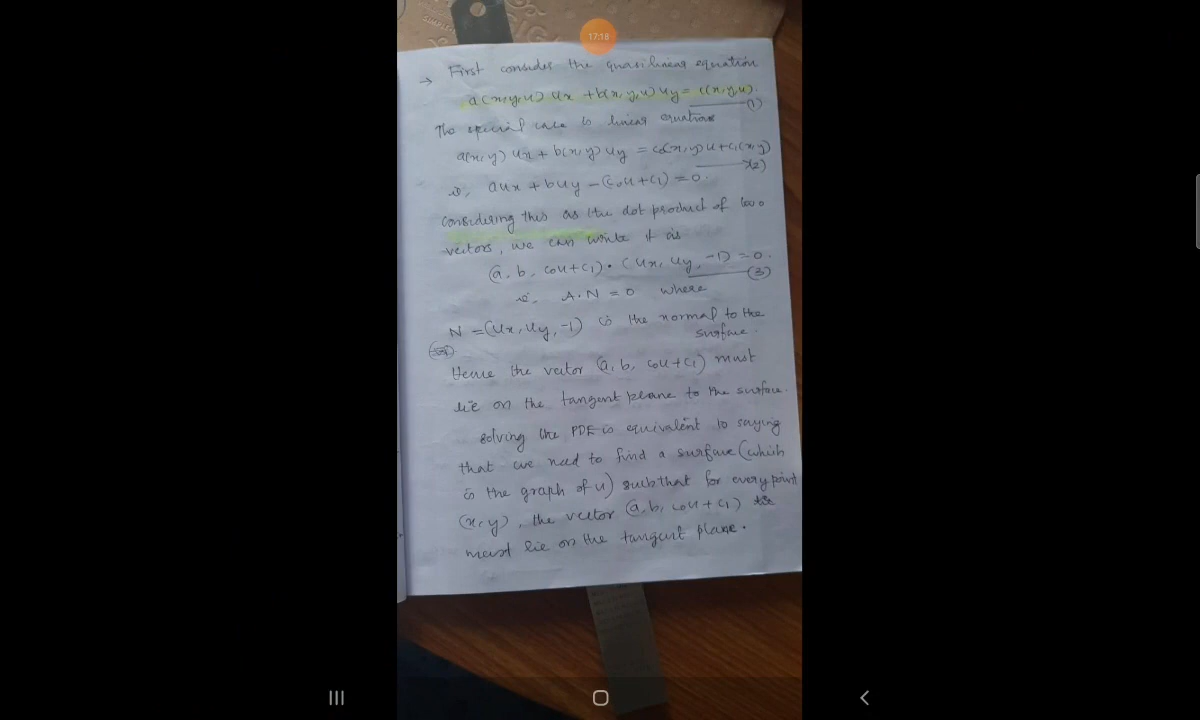 17:18
→ First consider the quasilinear equation
a(x,y,u) ux + b(x,y,u) uy = c(x,y,u).
(1)
The special case is linear equation
a(x,y) ux + b(x,y) uy = c0(x,y)u + c1(x,y)
(2)
ie, aux + buy - (c0u + c1) = 0.
considering this as the dot product of two
vectors, we can write it as
(a, b, c0u + c1) • (ux, uy, -1) = 0.
(3)
ie, A.N = 0 where
N = (ux, uy, -1) is the normal to the
surface.
Hence the vector (a, b, c0u + c1) must
lie on the tangent plane to the surface.
solving the PDE is equivalent to saying
that we need to find a surface (which
is the graph of u) such that for every point
(x, y), the vector (a, b, c0u + c1)
must lie on the tangent plane.